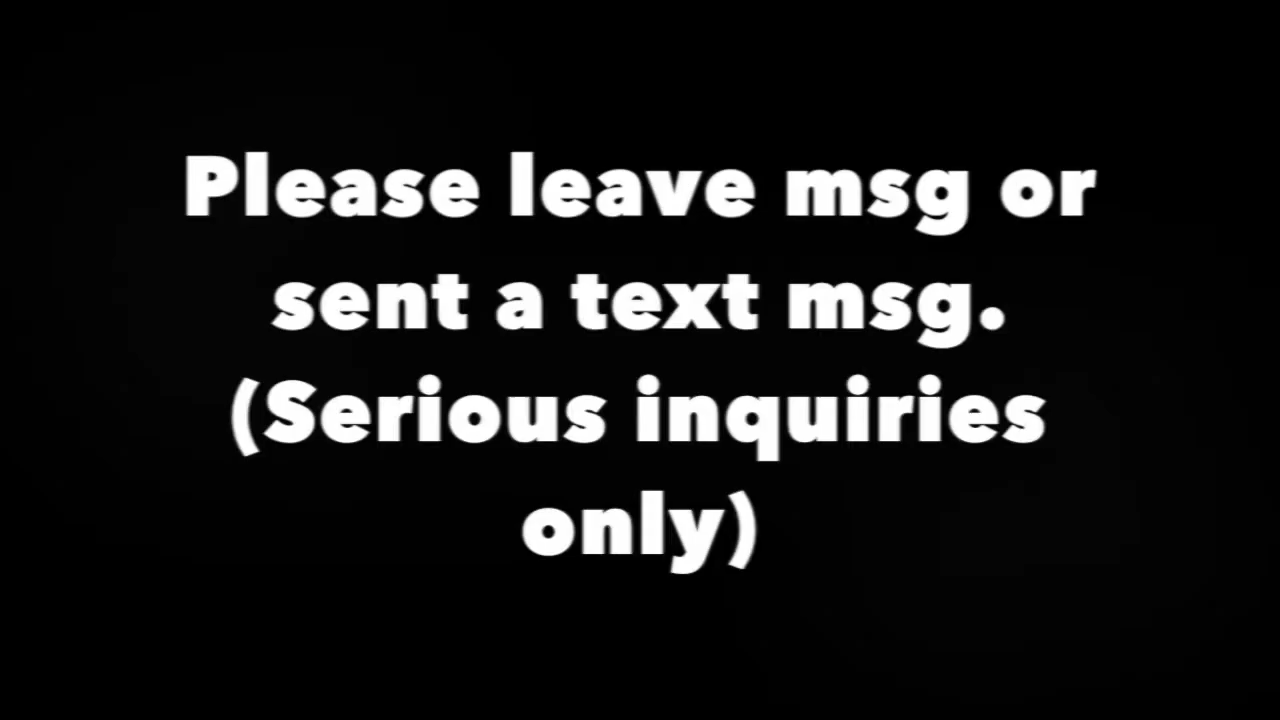 Please leave msg or
sent a text msg.
(Serious inquiries
only)